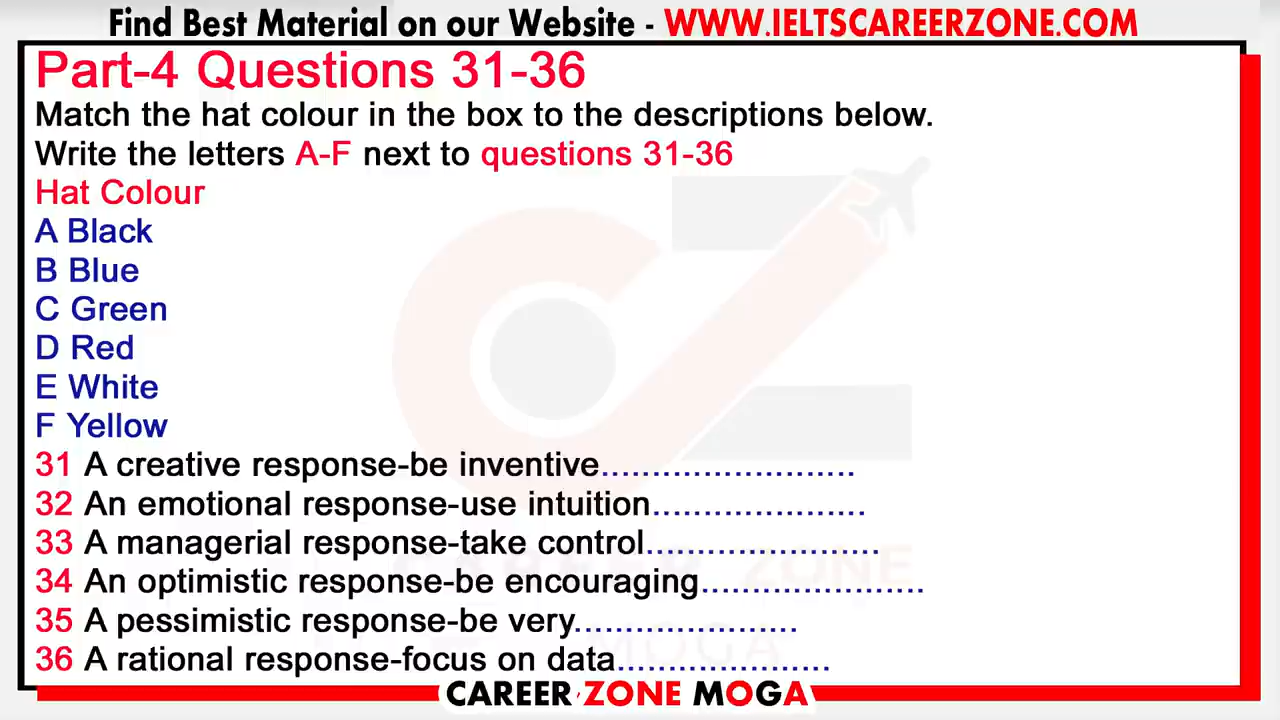 Find Best Material on our Website - WWW.IELTSCAREERZONE.COM
Part-4 Questions 31-36
Match the hat colour in the box to the descriptions below.
Write the letters A-F next to questions 31-36
Hat Colour
A Black
B Blue
C Green
D Red
E White
F Yellow
31 A creative response-be inventive.........................
32 An emotional response-use intuition.....................
33 A managerial response-take control.......................
34 An optimistic response-be encouraging......................
35 A pessimistic response-be very......................
36 A rational response-focus on data.....................
CAREER ZONE
MOGA
CAREER ZONE MOGA